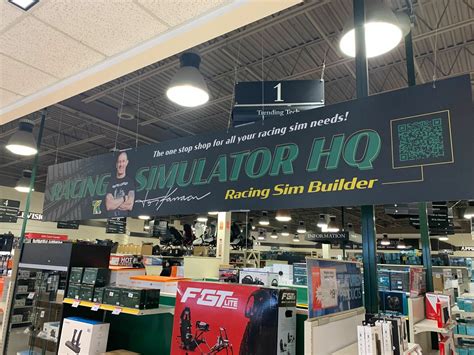 1
Trending Tech
The one stop shop for all your racing sim needs!
RACING SIMULATOR HQ
Racing Sim Builder
INFORMATION
FGT
LITE